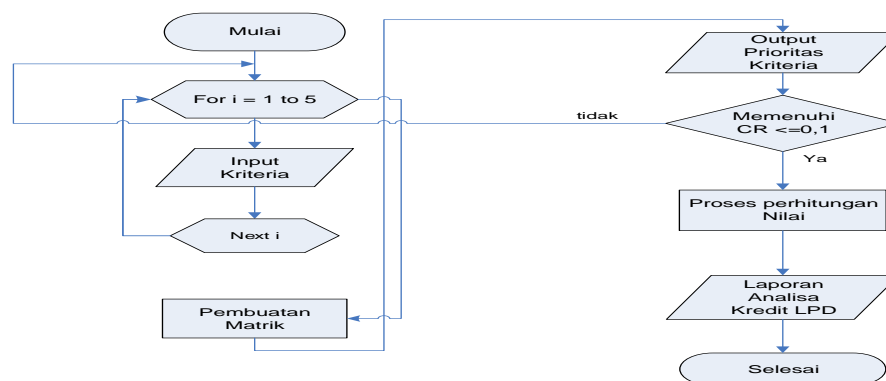 Mulai
For i = 1 to 5
Input
Kriteria
Next i
Pembuatan
Matrik
Output
Prioritas
Kriteria
Memenuhi
CR <=0,1
tidak
Ya
Proses perhitungan
Nilai
Laporan
Analisa
Kredit LPD
Selesai